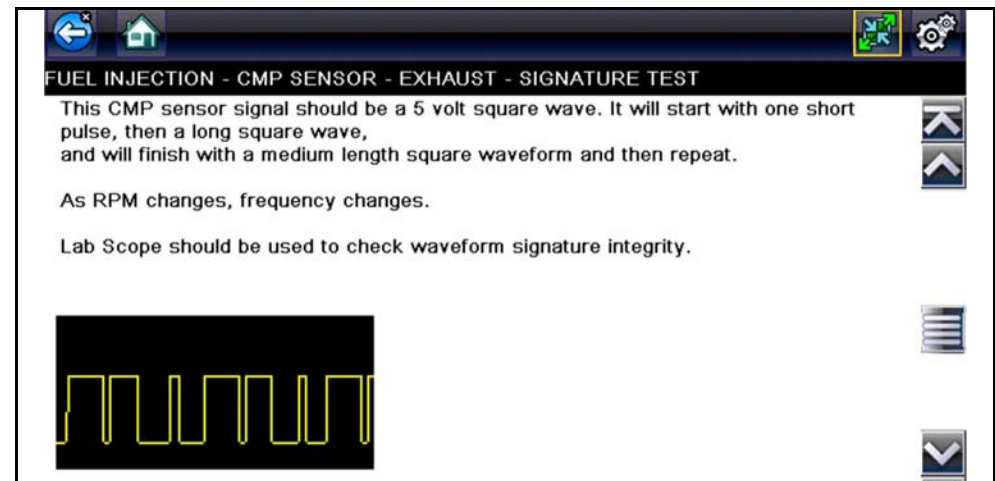 FUEL INJECTION - CMP SENSOR - EXHAUST - SIGNATURE TEST
This CMP sensor signal should be a 5 volt square wave. It will start with one short
pulse, then a long square wave,
and will finish with a medium length square waveform and then repeat.
As RPM changes, frequency changes.
Lab Scope should be used to check waveform signature integrity.